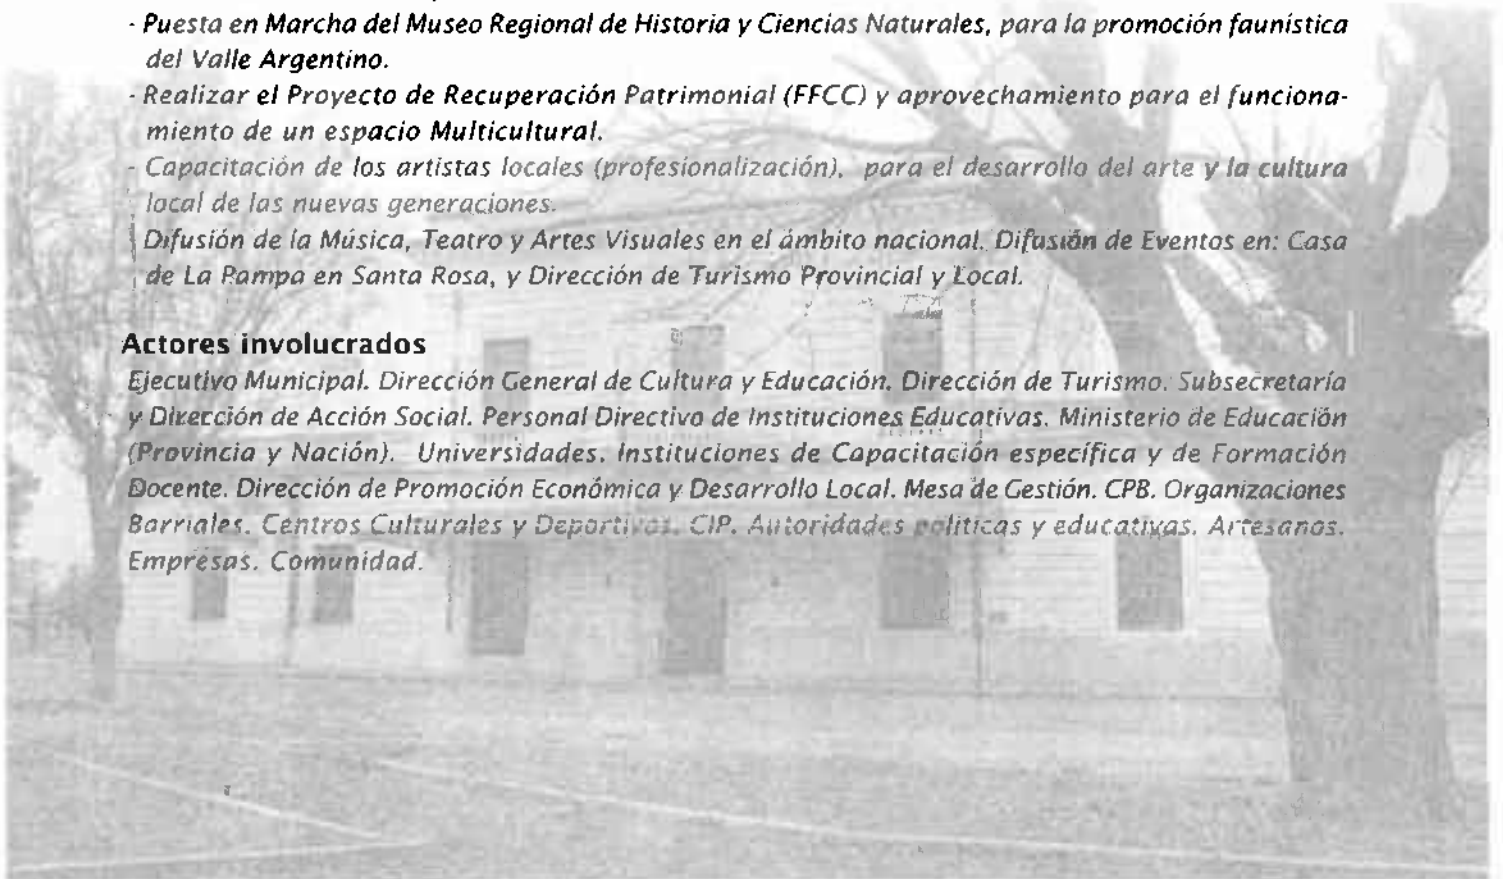 - Puesta en Marcha del Museo Regional de Historia y Ciencias Naturales, para la promoción faunística
del Valle Argentino.
- Realizar el Proyecto de Recuperación Patrimonial (FFCC) y aprovechamiento para el funciona-
miento de un espacio Multicultural.
- Capacitación de los artistas locales (profesionalización), para el desarrollo del arte y la cultura
local de las nuevas generaciones.
Difusión de la Música, Teatro y Artes Visuales en el ámbito nacional. Difusión de Eventos en: Casa
de La Pampa en Santa Rosa, y Dirección de Turismo Provincial y Local.
Actores involucrados
Ejecutivo Municipal. Dirección General de Cultura y Educación. Dirección de Turismo. Subsecretaría
y Dirección de Acción Social. Personal Directivo de Instituciones Educativas. Ministerio de Educación
(Provincia y Nación). Universidades. Instituciones de Capacitación específica y de Formación
Docente. Dirección de Promoción Económica y Desarrollo Local. Mesa de Gestión. CPB. Organizaciones
Barriales. Centros Culturales y Deportivos. CIP. Autoridades políticas y educativas. Artesanos.
Empresas. Comunidad.